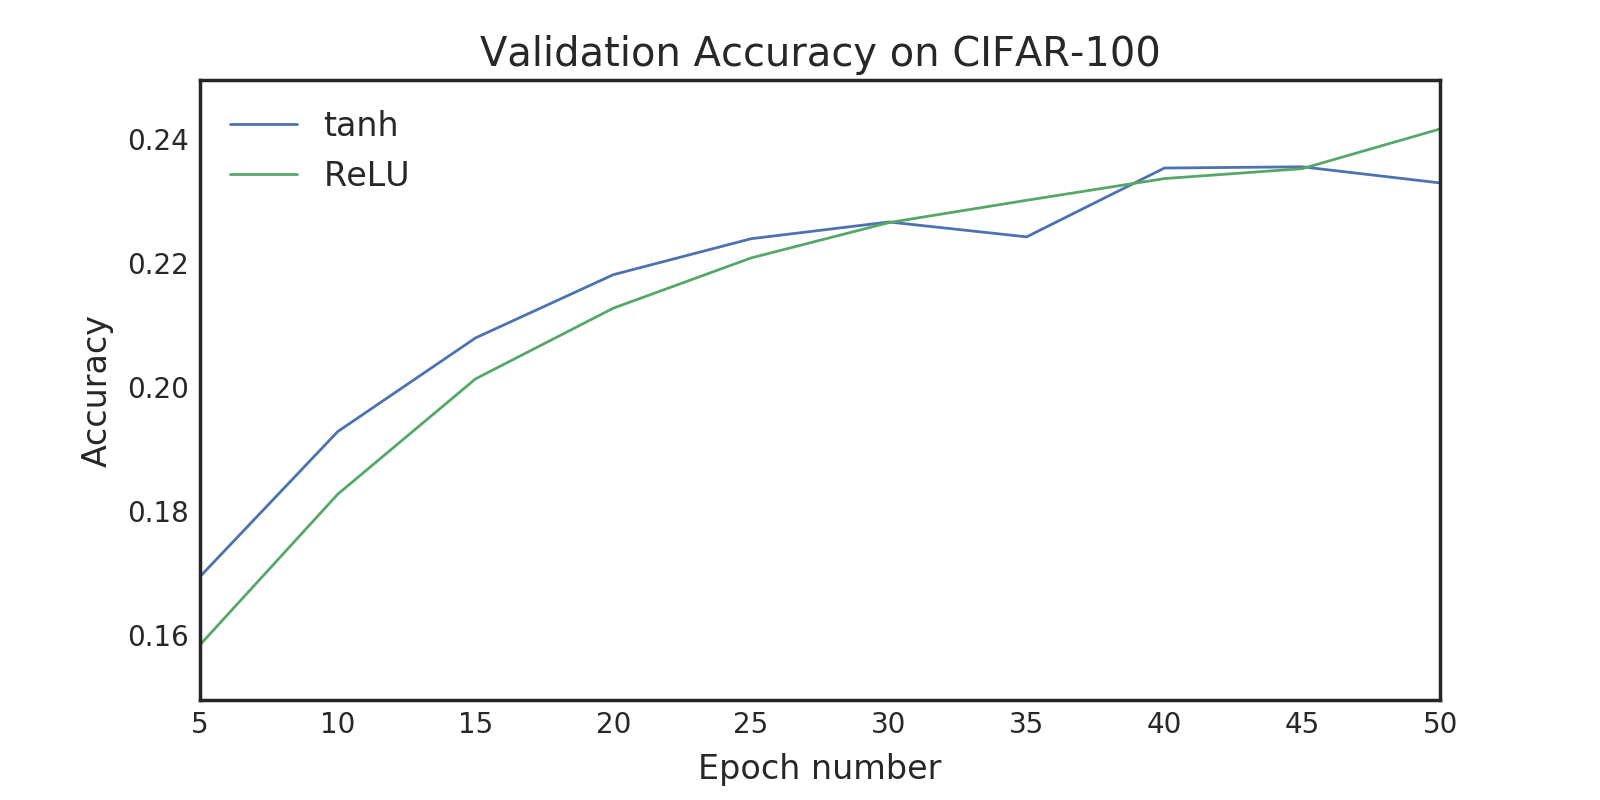 Validation Accuracy on CIFAR-100
tanh
ReLU
0.24
0.22
0.20
0.18
0.16
Accuracy
5 10 15 20 25 30 35 40 45 50
Epoch number